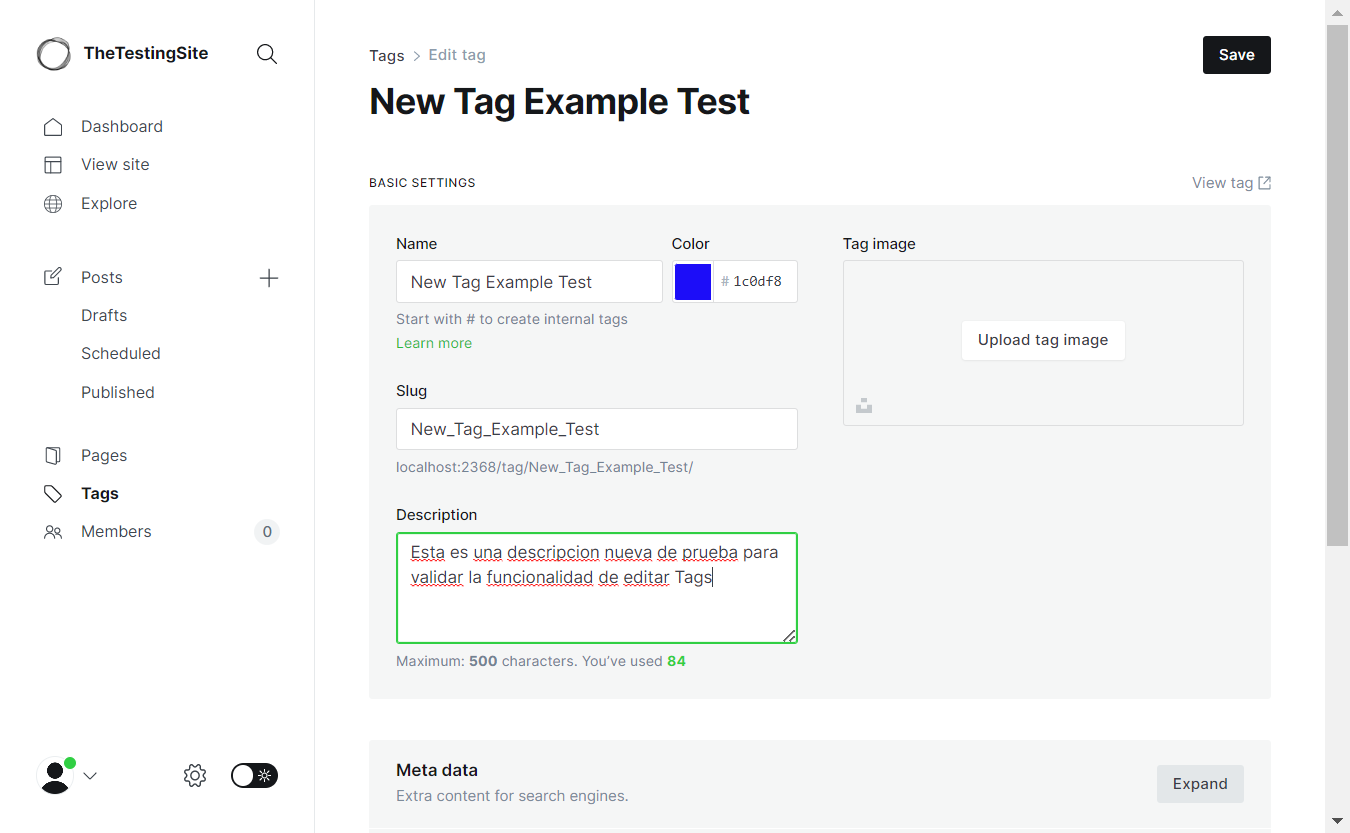 TheTestingSite
Dashboard
View site
Explore
Posts
Drafts
Scheduled
Published
Pages
Tags
Members 0
Tags > Edit tag
Save
New Tag Example Test
BASIC SETTINGS
View tag
Name
New Tag Example Test
Start with # to create internal tags
Learn more
Color
# 1c0df8
Slug
New_Tag_Example_Test
localhost:2368/tag/New_Tag_Example_Test/
Description
Esta es una descripcion nueva de prueba para
validar la funcionalidad de editar Tags
Maximum: 500 characters. You’ve used 84
Tag image
Upload tag image
Meta data
Extra content for search engines.
Expand